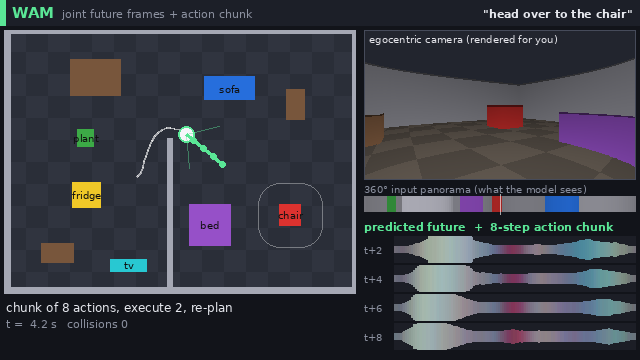 WAM joint future frames + action chunk "head over to the chair"
egocentric camera (rendered for you)
sofa
plant
fridge
chair
bed
tv
360° input panorama (what the model sees)
predicted future + 8-step action chunk
t+2
t+4
t+6
t+8
chunk of 8 actions, execute 2, re-plan
t = 4.2 s collisions 0